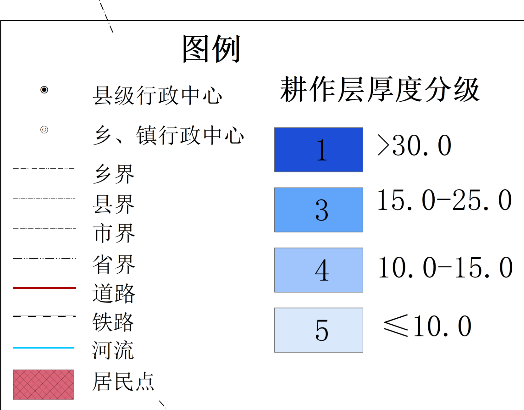 图例
县级行政中心
乡、镇行政中心
乡界
县界
市界
省界
道路
铁路
河流
居民点
耕作层厚度分级
1 >30.0
3 15.0-25.0
4 10.0-15.0
5 ≤10.0